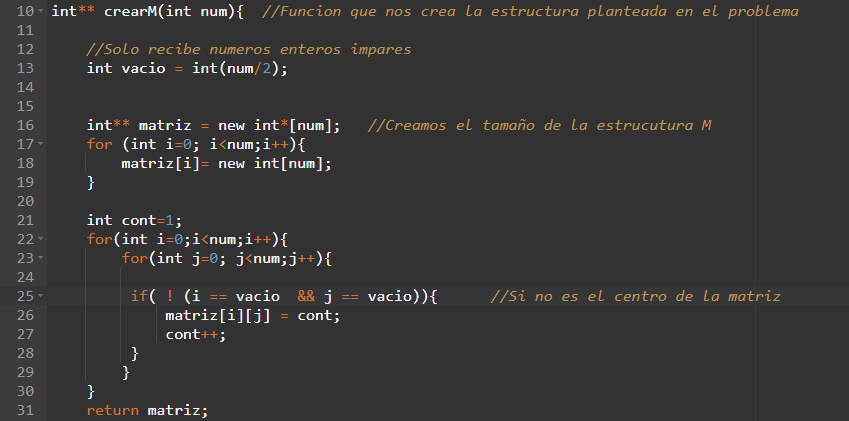 10 int** crearM(int num){  //Funcion que nos crea la estructura planteada en el problema
11
12     //Solo recibe numeros enteros impares
13     int vacio = int(num/2);
14
15
16     int** matriz = new int*[num];   //Creamos el tamaño de la estrucutura M
17     for (int i=0; i<num;i++){
18         matriz[i]= new int[num];
19     }
20
21     int cont=1;
22     for(int i=0;i<num;i++){
23         for(int j=0; j<num;j++){
24
25          if( ! (i == vacio  && j == vacio)){      //Si no es el centro de la matriz
26              matriz[i][j] = cont;
27              cont++;
28          }
29         }
30     }
31     return matriz;